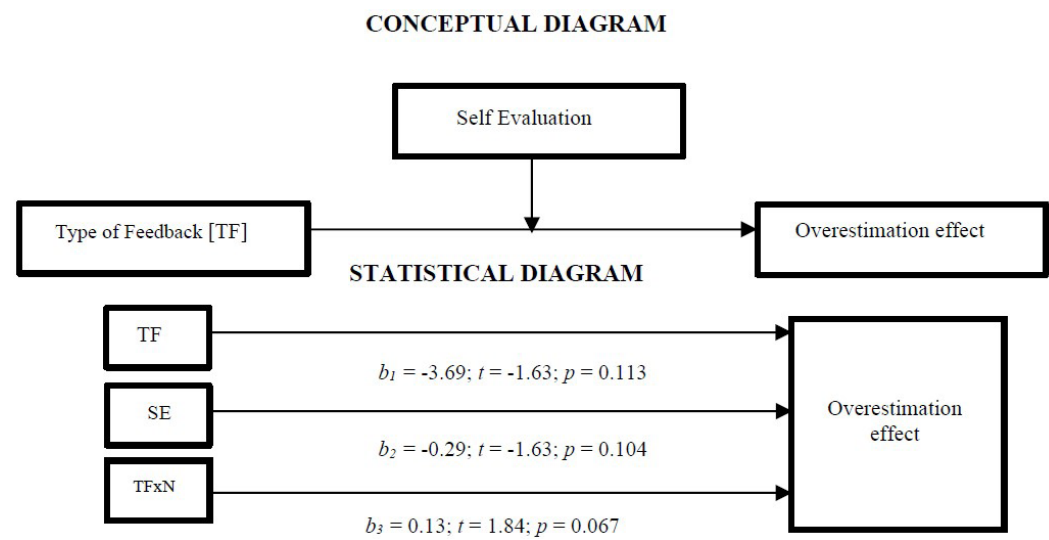 CONCEPTUAL DIAGRAM
Self Evaluation
Type of Feedback [TF]
Overestimation effect
STATISTICAL DIAGRAM
TF
b1 = -3.69; t = -1.63; p = 0.113
SE
b2 = -0.29; t = -1.63; p = 0.104
Overestimation
effect
TFxN
b3 = 0.13; t = 1.84; p = 0.067